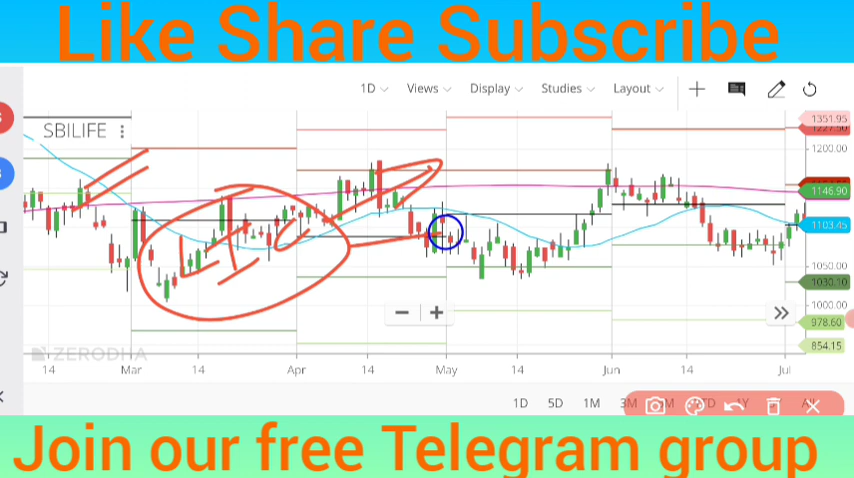 Like Share Subscribe
1D Views Display Studies Layout
SBILIFE
1351.95
1227.50
1200.00
1146.90
1103.45
1050.00
1030.10
1000.00
978.60
854.15
LIC
ZERODHA
14 Mar 14 Apr 14 May 14 Jun 14 Jul
1D 5D 1M 3M
Join our free Telegram group